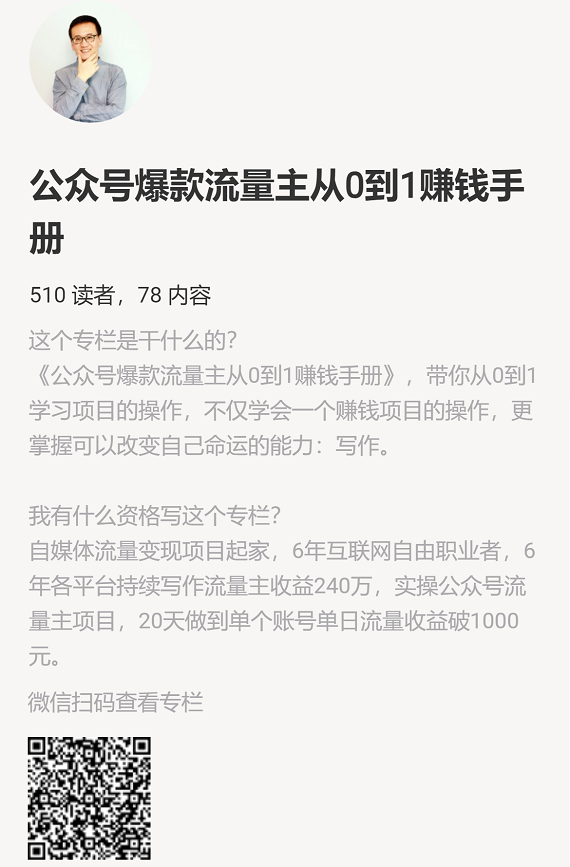 公众号爆款流量主从0到1赚钱手
册
510 读者，78 内容
这个专栏是干什么的？
《公众号爆款流量主从0到1赚钱手册》，带你从0到1
学习项目的操作，不仅学会一个赚钱项目的操作，更
掌握可以改变自己命运的能力：写作。
我有什么资格写这个专栏？
自媒体流量变现项目起家，6年互联网自由职业者，6
年各平台持续写作流量主收益240万，实操公众号流
量主项目，20天做到单个账号单日流量收益破1000
元。
微信扫码查看专栏